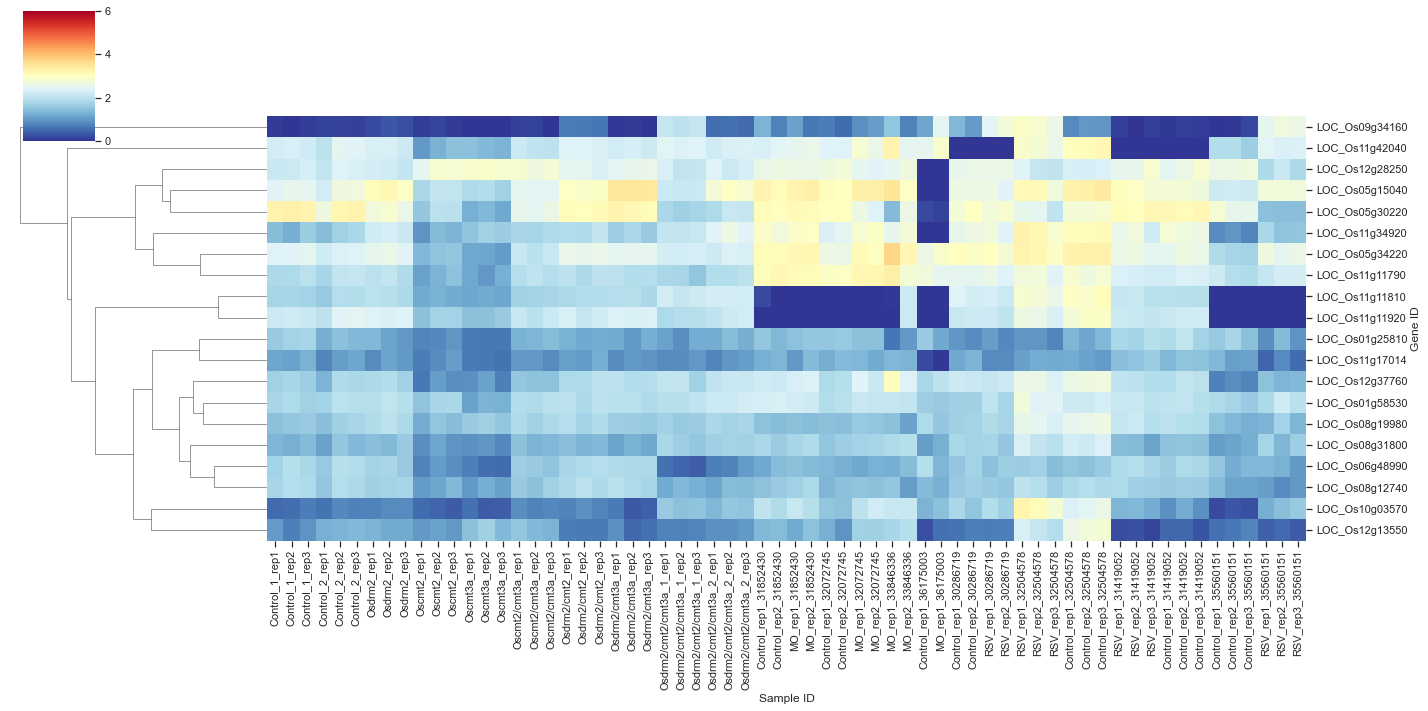 6
4
2
0
LOC_Os09g34160
LOC_Os11g42040
LOC_Os12g28250
LOC_Os05g15040
LOC_Os05g30220
LOC_Os11g34920
LOC_Os05g34220
LOC_Os11g11790
LOC_Os11g11810
LOC_Os11g11920
LOC_Os01g25810
LOC_Os11g17014
LOC_Os12g37760
LOC_Os01g58530
LOC_Os08g19980
LOC_Os08g31800
LOC_Os06g48990
LOC_Os08g12740
LOC_Os10g03570
LOC_Os12g13550
Gene ID
Control_1_rep1
Control_1_rep2
Control_1_rep3
Control_2_rep1
Control_2_rep2
Control_2_rep3
Osdrm2_rep1
Osdrm2_rep2
Osdrm2_rep3
Oscmt2_rep1
Oscmt2_rep2
Oscmt2_rep3
Oscmt3a_rep1
Oscmt3a_rep2
Oscmt3a_rep3
Oscmt2/cmt3a_rep1
Oscmt2/cmt3a_rep2
Oscmt2/cmt3a_rep3
Osdrm2/cmt2_rep1
Osdrm2/cmt2_rep2
Osdrm2/cmt2_rep3
Osdrm2/cmt3a_rep1
Osdrm2/cmt3a_rep2
Osdrm2/cmt3a_rep3
Osdrm2/cmt2/cmt3a_1_rep1
Osdrm2/cmt2/cmt3a_1_rep2
Osdrm2/cmt2/cmt3a_1_rep3
Osdrm2/cmt2/cmt3a_2_rep1
Osdrm2/cmt2/cmt3a_2_rep2
Osdrm2/cmt2/cmt3a_2_rep3
Control_rep1_31852430
Control_rep2_31852430
MO_rep1_31852430
MO_rep2_31852430
Control_rep1_32072745
Control_rep2_32072745
MO_rep1_32072745
MO_rep2_32072745
MO_rep1_33846336
MO_rep2_33846336
Control_rep1_36175003
MO_rep1_36175003
Control_rep1_30286719
Control_rep2_30286719
RSV_rep1_30286719
RSV_rep2_30286719
RSV_rep1_32504578
RSV_rep2_32504578
RSV_rep3_32504578
Control_rep1_32504578
Control_rep2_32504578
Control_rep3_32504578
RSV_rep1_31419052
RSV_rep2_31419052
RSV_rep3_31419052
Control_rep1_31419052
Control_rep2_31419052
Control_rep3_31419052
Control_rep1_35560151
Control_rep2_35560151
Control_rep3_35560151
RSV_rep1_35560151
RSV_rep2_35560151
RSV_rep3_35560151
Sample ID